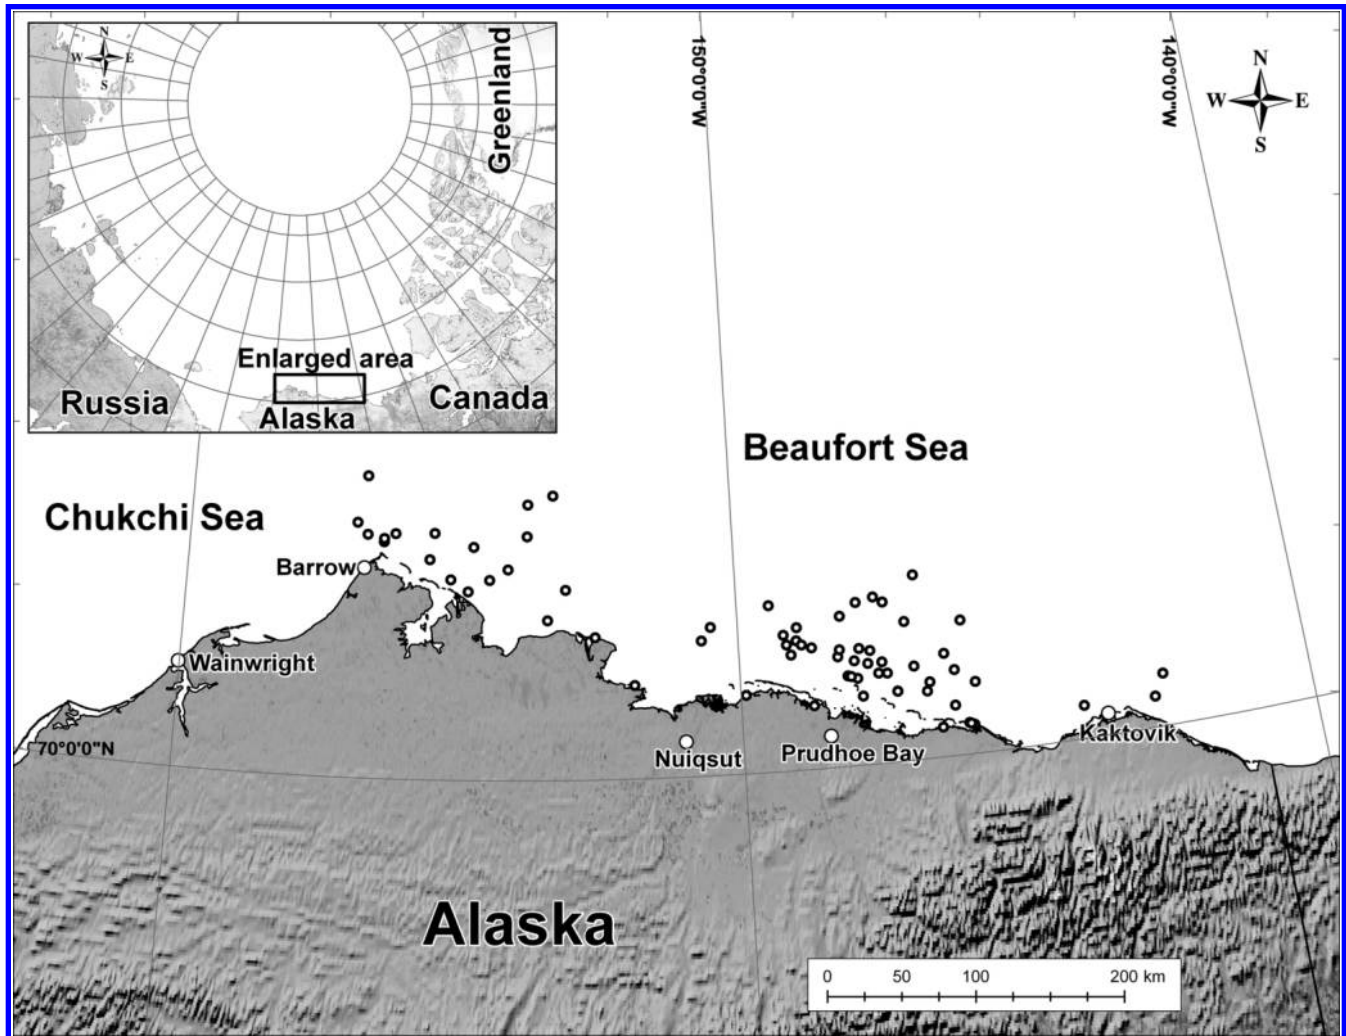 N
W E
S
Greenland
Enlarged area
Russia
Alaska
Canada
150°0'0"W
140°0'0"W
N
W E
S
Beaufort Sea
Chukchi Sea
Barrow
Wainwright
70°0'0"N
Nuiqsut
Prudhoe Bay
Kaktovik
Alaska
0 50 100 200 km